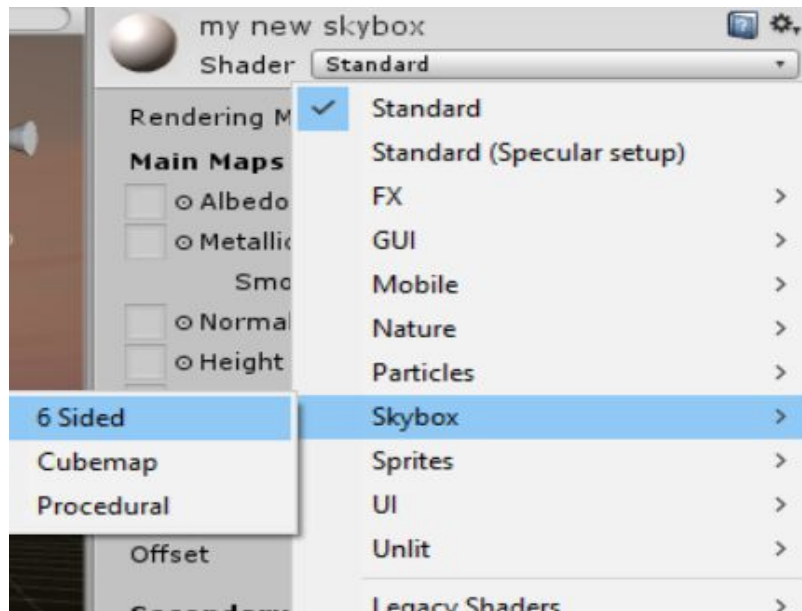 my new skybox
Shader Standard
Rendering M
Standard
Main Maps
Standard (Specular setup)
Albedo
FX
Metallic
GUI
Smo
Mobile
Normal
Nature
Height
Particles
6 Sided
Skybox
Cubemap
Sprites
Procedural
UI
Offset
Unlit
Secondary
Legacy Shaders